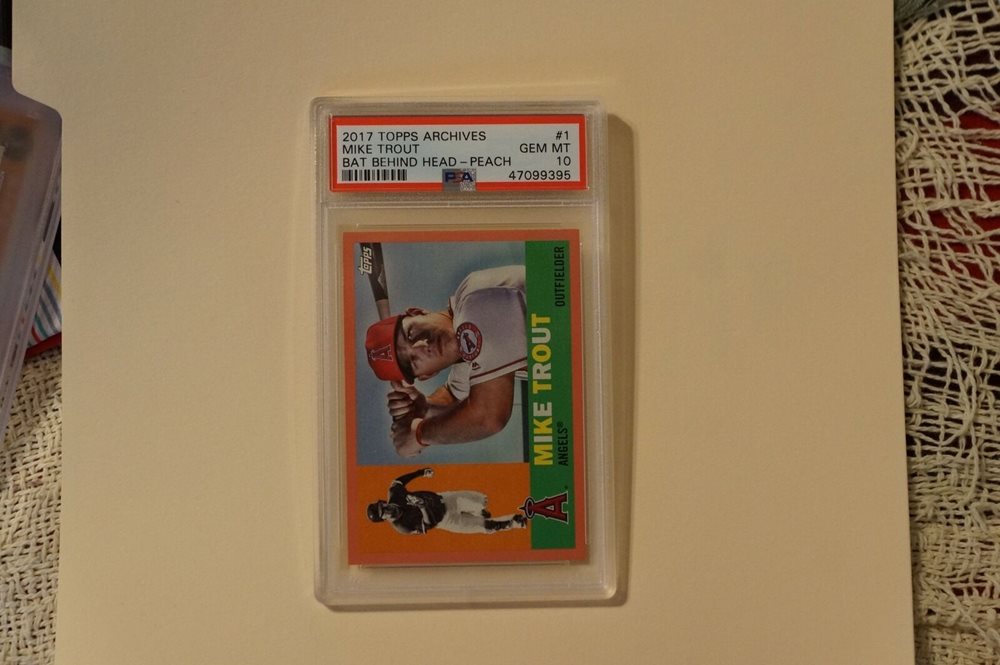 2017 TOPPS ARCHIVES #1
MIKE TROUT GEM MT
BAT BEHIND HEAD – PEACH 10
PSA 47099395
topps
A
MIKE TROUT
ANGELS® OUTFIELDER
A